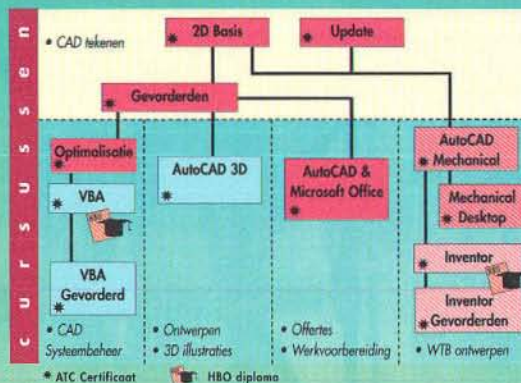 cursussen
• CAD tekenen
2D Basis
Update
Gevorderden
Optimalisatie
AutoCAD 3D
AutoCAD &
Microsoft Office
AutoCAD
Mechanical
VBA
Mechanical
Desktop
Inventor
VBA
Gevorderd
Inventor
Gevorderden
• CAD
Systeembeheer
• Ontwerpen
• 3D illustraties
• Offertes
• Werkvoorbereiding
• WTB ontwerpen
* ATC Certificaat
HBO diploma